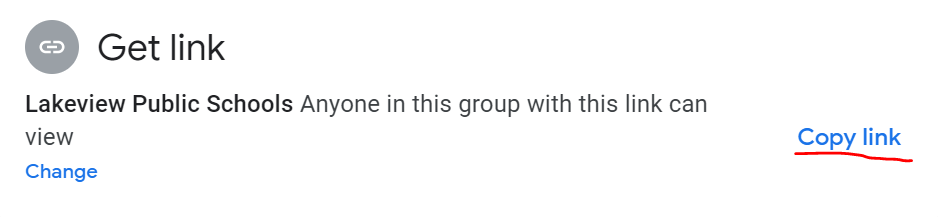 Get link
Lakeview Public Schools Anyone in this group with this link can
view
Copy link
Change